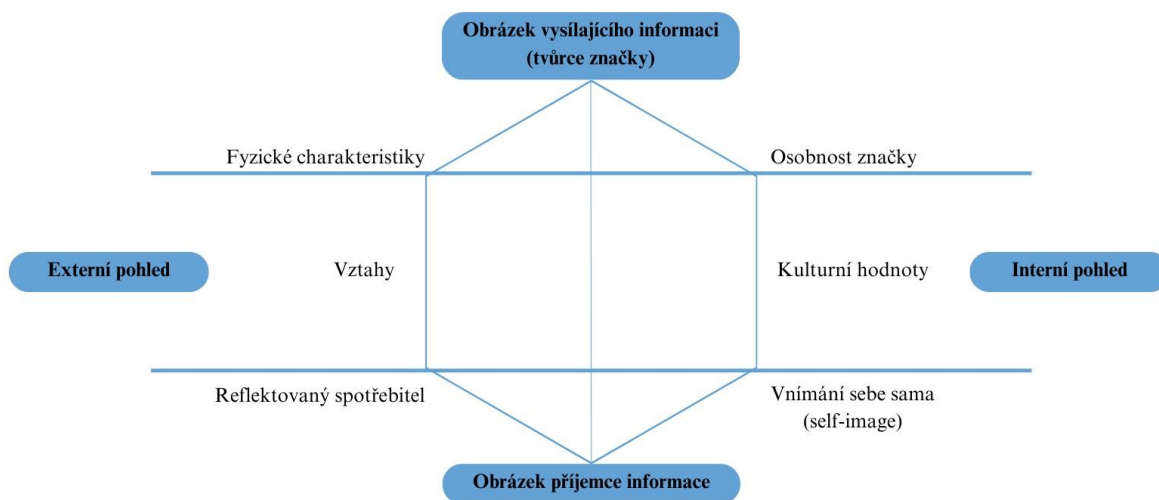 Obrázek vysílajícího informaci
(tvůrce značky)
Fyzické charakteristiky
Osobnost značky
Externí pohled
Vztahy
Kulturní hodnoty
Interní pohled
Reflektovaný spotřebitel
Vnímání sebe sama
(self-image)
Obrázek příjemce informace